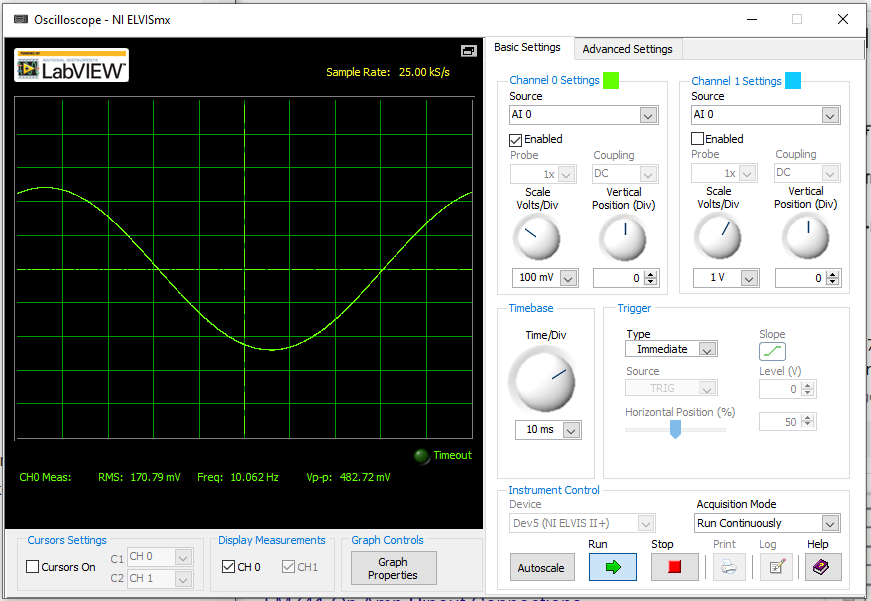 Oscilloscope - NI ELVISmx
POWERED BY
NATIONAL INSTRUMENTS
LabVIEW™
Sample Rate: 25.00 kS/s
Timeout
CH0 Meas: RMS: 170.79 mV Freq: 10.062 Hz Vp-p: 482.72 mV
Cursors Settings
Cursors On
C1 CH 0
C2 CH 1
Display Measurements
CH 0 CH1
Graph Controls
Graph
Properties
Basic Settings Advanced Settings
Channel 0 Settings
Source
AI 0
Enabled
Probe Coupling
1x DC
Scale Vertical
Volts/Div Position (Div)
100 mV 0
Channel 1 Settings
Source
AI 0
Enabled
Probe Coupling
1x DC
Scale Vertical
Volts/Div Position (Div)
1 V 0
Timebase
Time/Div
10 ms
Trigger
Type Slope
Immediate
Source Level (V)
TRIG 0
Horizontal Position (%)
50
Instrument Control
Device Acquisition Mode
Dev5 (NI ELVIS II+) Run Continuously
Run Stop Print Log Help
Autoscale